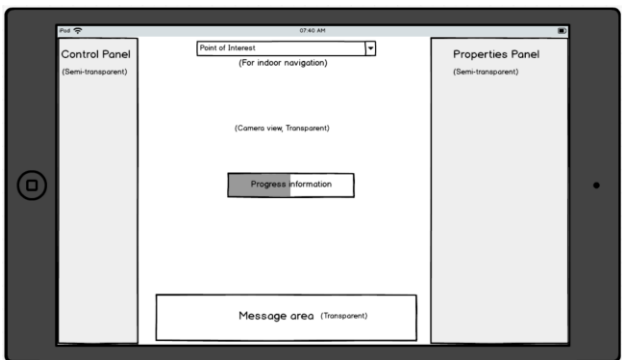 iPad
07:40 AM
Control Panel
(Semi-transparent)
Point of Interest
(For indoor navigation)
(Camera view, Transparent)
Progress information
Message area (Transparent)
Properties Panel
(Semi-transparent)